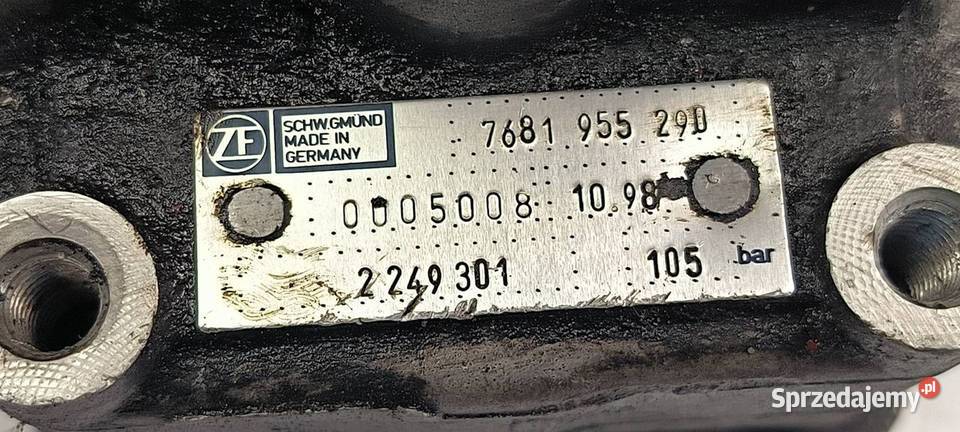 ZF
SCHW.GMÜND
MADE IN
GERMANY
7681 955 290
0005008 10.98
2 249 301 105 bar
Sprzedajemy.pl